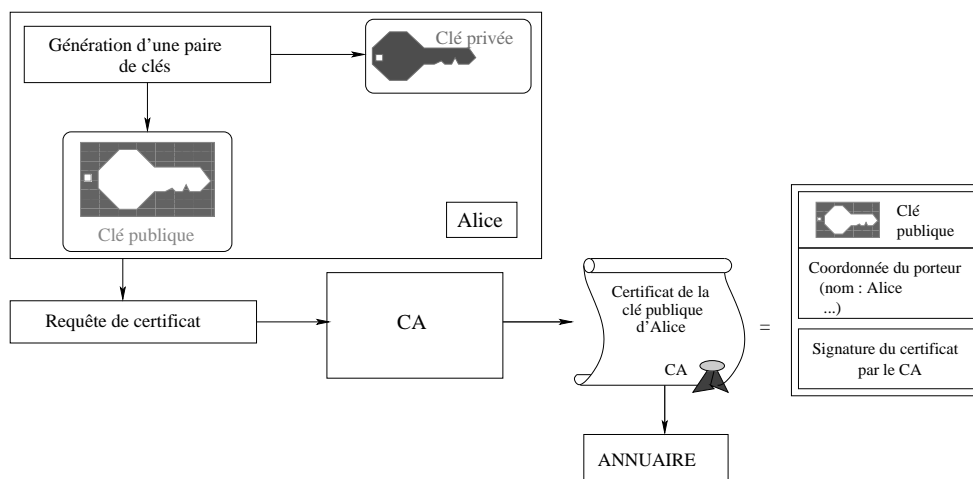 Génération d'une paire
de clés
Clé privée
Clé publique
Alice
Requête de certificat
CA
Certificat de la
clé publique
d'Alice
CA
ANNUAIRE
=
Clé
publique
Coordonnée du porteur
(nom : Alice
...)
Signature du certificat
par le CA